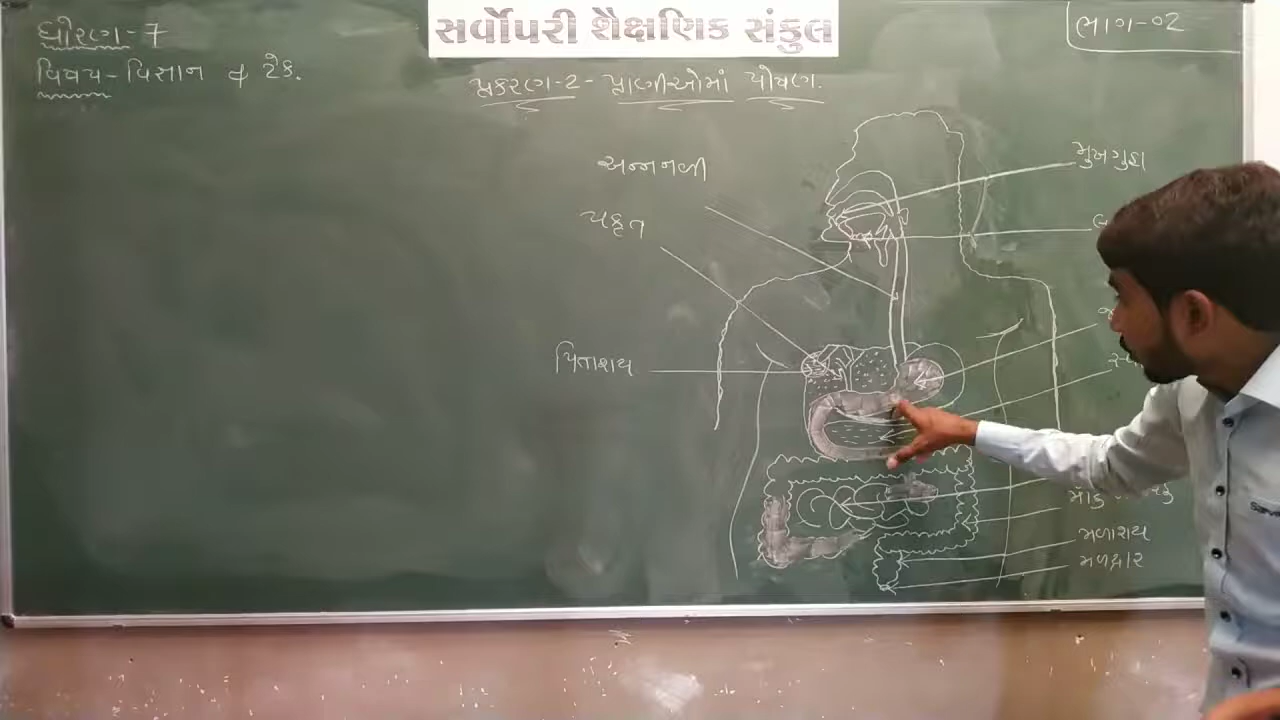 સર્વોપરી શૈક્ષણિક સંકુલ
ધોરણ-7
ભાગ-02
વિષય-વિજ્ઞાન
પ્રકરણ-2- પ્રાણીઓમાં પોષણ.
અન્નનળી
મુખગુહા
યકૃત
પિતાશય
મળાશય
મળદ્વાર